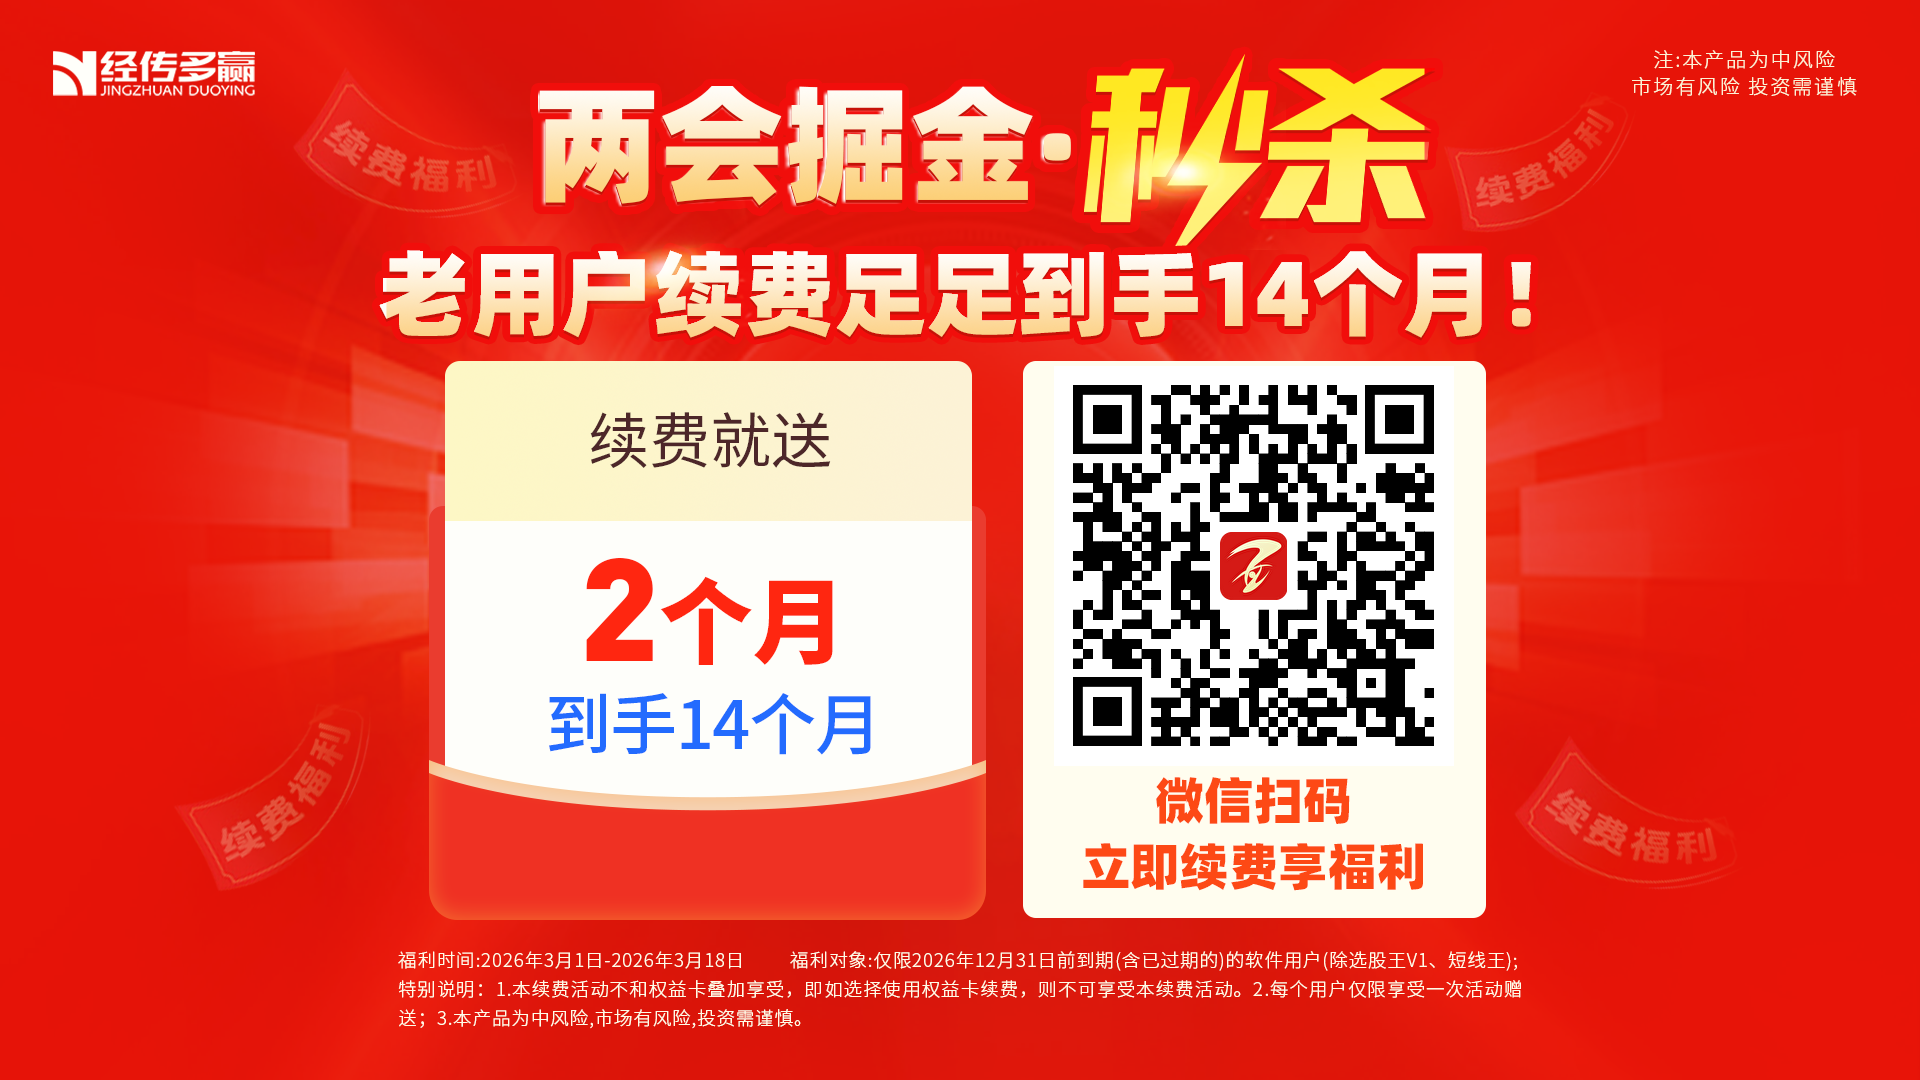 经传多赢
JINGZHUAN DUOYING
注:本产品为中风险
市场有风险 投资需谨慎
两会掘金·秒杀
老用户续费足足到手14个月！
续费福利
续费福利
续费就送
2个月
到手14个月
微信扫码
立即续费享福利
续费福利
续费福利
福利时间:2026年3月1日-2026年3月18日 福利对象:仅限2026年12月31日前到期(含已过期的)的软件用户(除选股王V1、短线王);
特别说明：1.本续费活动不和权益卡叠加享受，即如选择使用权益卡续费，则不可享受本续费活动。2.每个用户仅限享受一次活动赠
送；3.本产品为中风险,市场有风险,投资需谨慎。